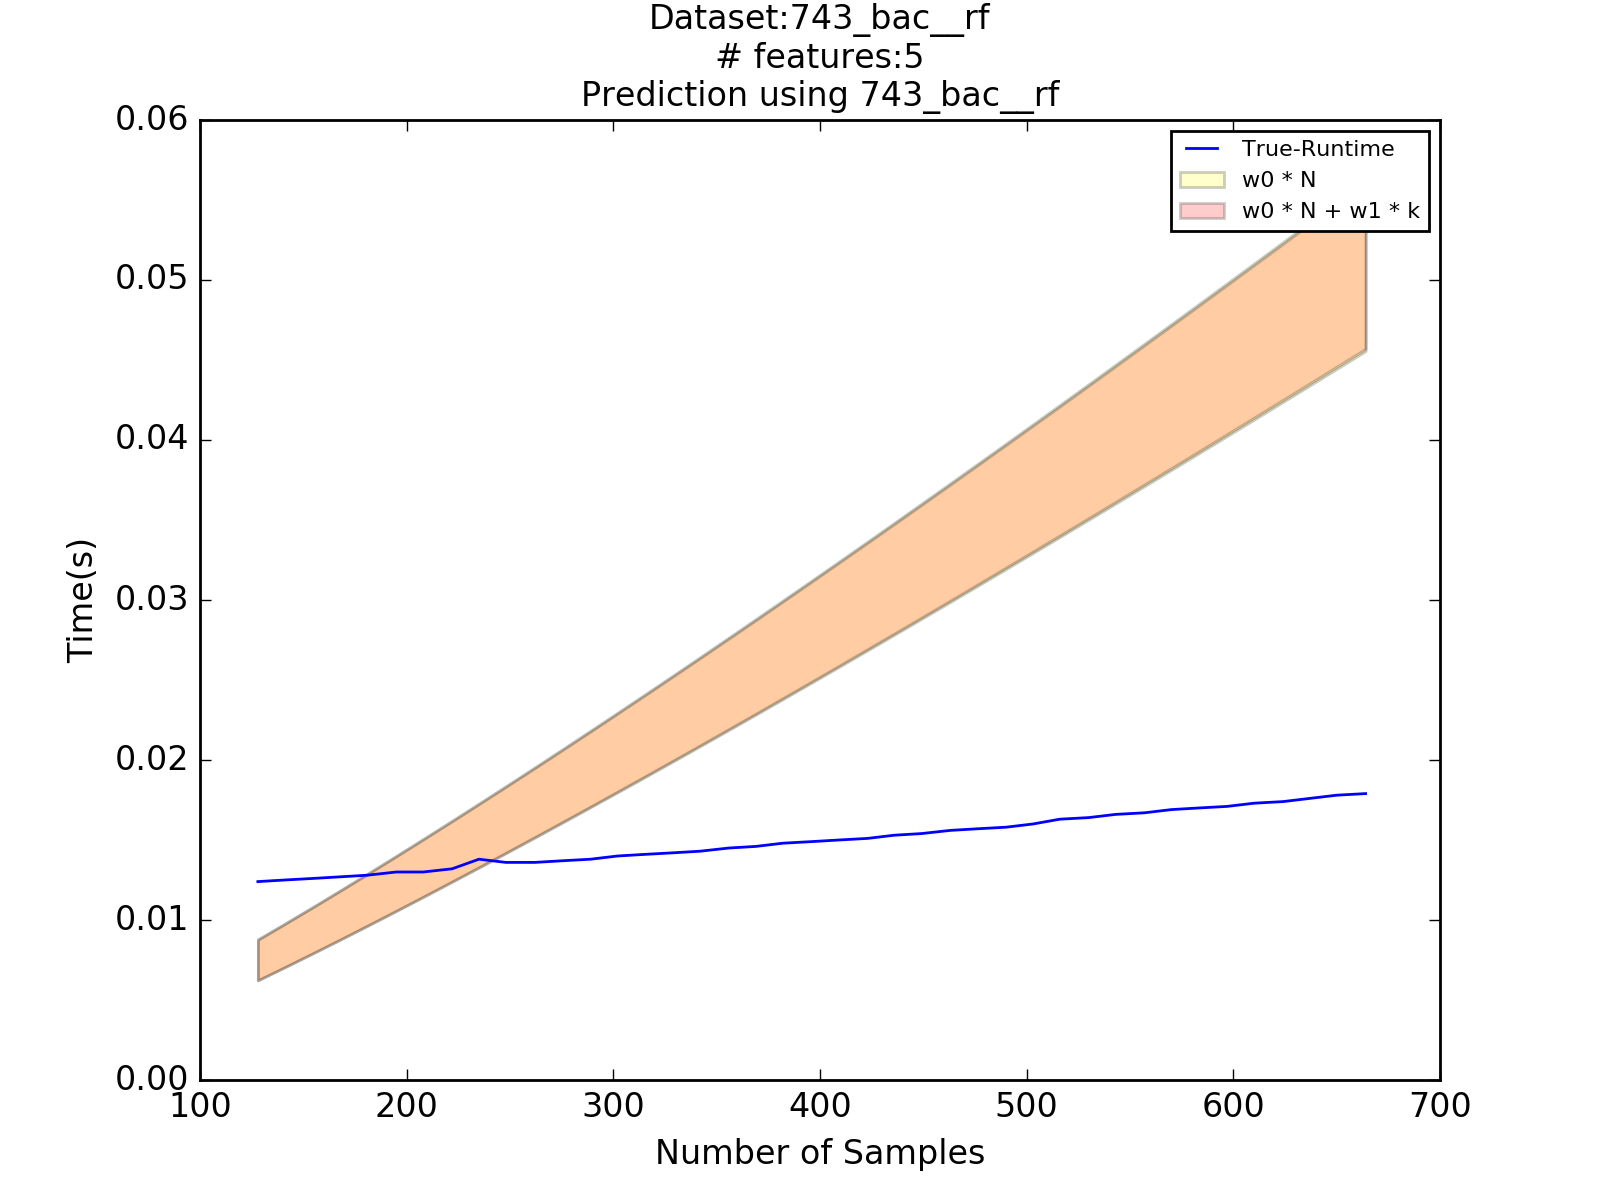 Dataset:743_bac__rf
# features:5
Prediction using 743_bac__rf
True-Runtime
w0 * N
w0 * N + w1 * k
0.06
0.05
0.04
0.03
0.02
0.01
0.00
Time(s)
100 200 300 400 500 600 700
Number of Samples